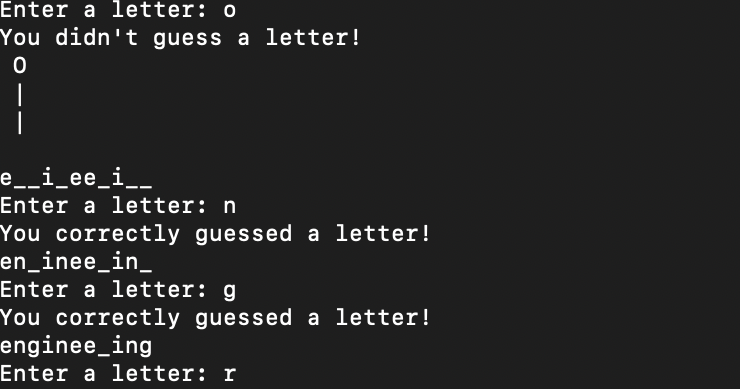 Enter a letter: o
You didn't guess a letter!
 O
 |
 |

e__i_ee_i__
Enter a letter: n
You correctly guessed a letter!
en_inee_in_
Enter a letter: g
You correctly guessed a letter!
enginee_ing
Enter a letter: r